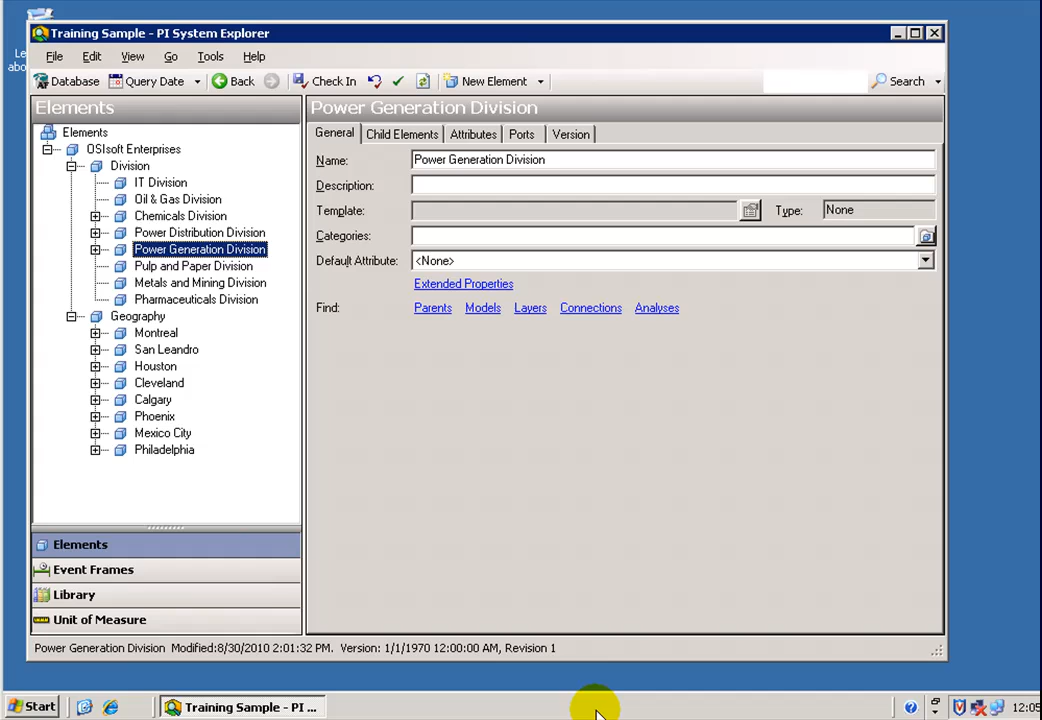 Le
abo
Training Sample - PI System Explorer
File Edit View Go Tools Help
Database Query Date Back Check In New Element Search
Elements
Elements
OSIsoft Enterprises
Division
IT Division
Oil & Gas Division
Chemicals Division
Power Distribution Division
Power Generation Division
Pulp and Paper Division
Metals and Mining Division
Pharmaceuticals Division
Geography
Montreal
San Leandro
Houston
Cleveland
Calgary
Phoenix
Mexico City
Philadelphia
Elements
Event Frames
Library
Unit of Measure
Power Generation Division
General Child Elements Attributes Ports Version
Name: Power Generation Division
Description:
Template: Type: None
Categories:
Default Attribute: <None>
Extended Properties
Find: Parents Models Layers Connections Analyses
Power Generation Division Modified:8/30/2010 2:01:32 PM. Version: 1/1/1970 12:00:00 AM, Revision 1
Start Training Sample - PI ... 12:05